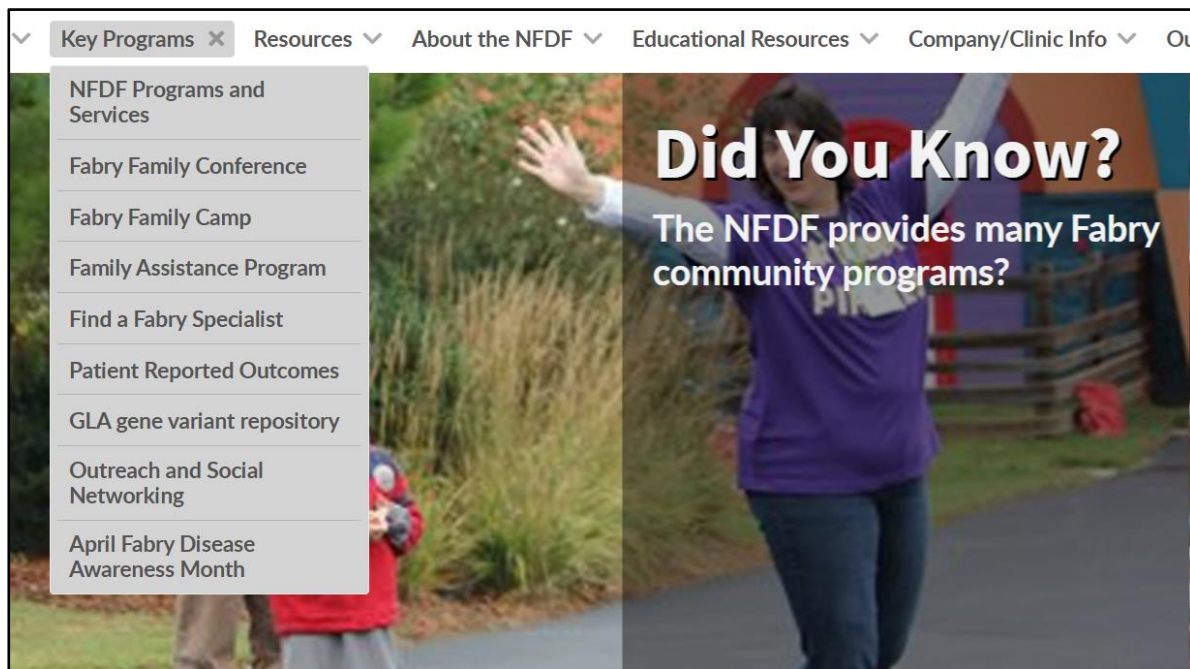 Key Programs Resources About the NFDF Educational Resources Company/Clinic Info Ou
NFDF Programs and
Services
Fabry Family Conference
Fabry Family Camp
Family Assistance Program
Find a Fabry Specialist
Patient Reported Outcomes
GLA gene variant repository
Outreach and Social
Networking
April Fabry Disease
Awareness Month
Did You Know?
The NFDF provides many Fabry
community programs?